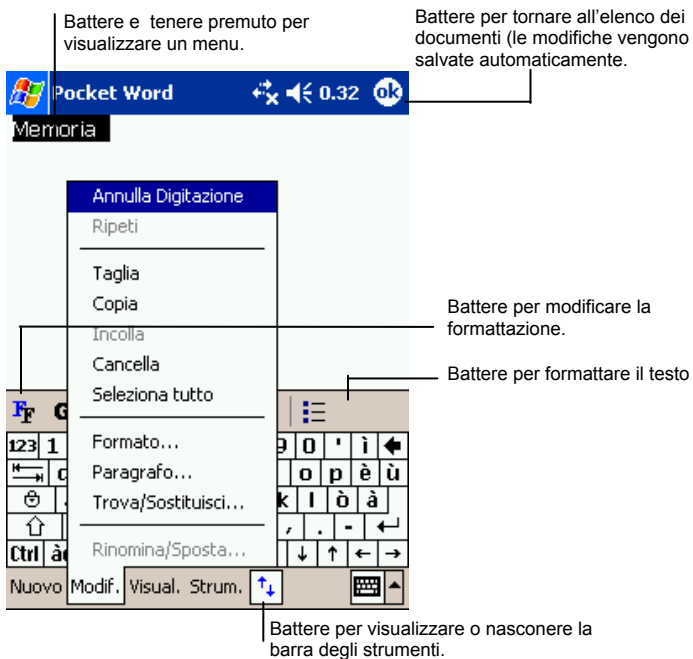 Battere e  tenere premuto per
visualizzare un menu.
Battere per tornare all'elenco dei
documenti (le modifiche vengono
salvate automaticamente.
Pocket Word 0.32 ok
Memoria
Annulla Digitazione
Ripeti
Taglia
Copia
Incolla
Cancella
Seleziona tutto
Formato...
Paragrafo...
Trova/Sostituisci...
Rinomina/Sposta...
Battere per modificare la
formattazione.
Battere per formattare il testo
FF G
123 1 9 0 ' ì
q o p è ù
k l ò à
, . -
Ctrl àü ↓ ↑ ← →
Nuovo Modif. Visual. Strum.
Battere per visualizzare o nasconere la
barra degli strumenti.